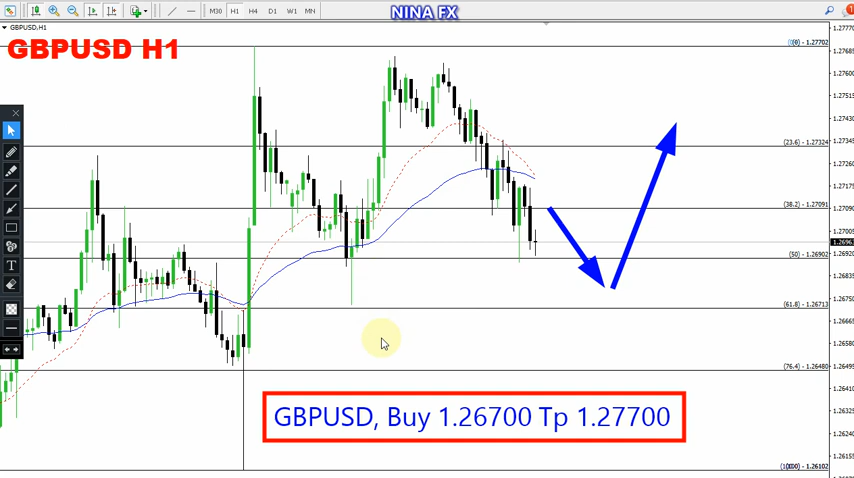 M30 H1 H4 D1 W1 MN
NINA FX
GBPUSD,H1
GBPUSD H1
1.27770
(0) - 1.27702
1.27685
1.27600
1.27515
1.27430
1.27345
(23.6) - 1.27324
1.27260
1.27175
(38.2) - 1.27091
1.27090
1.27005
1.2696
1.26920
(50) - 1.26902
1.26835
1.26750
(61.8) - 1.26713
1.26665
1.26580
1.26495
(76.4) - 1.26480
1.26410
GBPUSD, Buy 1.26700 Tp 1.27700
1.26325
1.26240
1.26155
1.26102
T